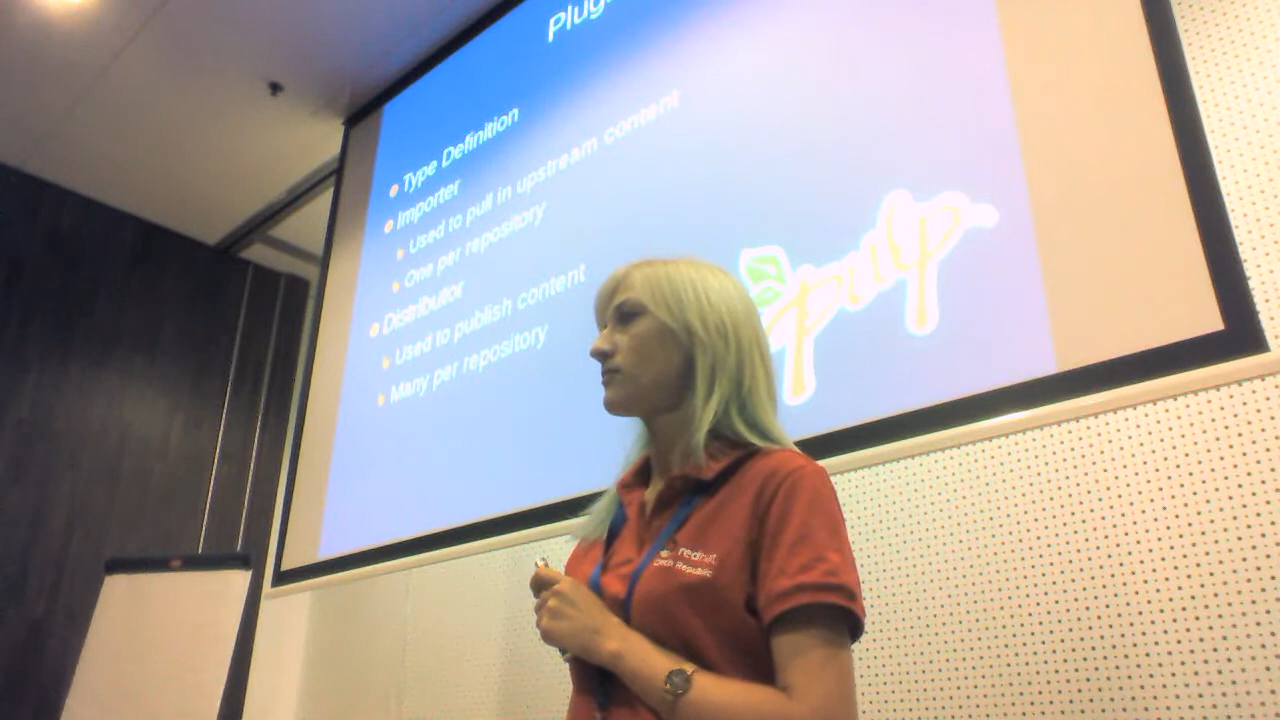 Plug
Type Definition
Importer
Used to pull in upstream content
One per repository
Distributor
Used to publish content
Many per repository
pulp
redhat
Czech Republic